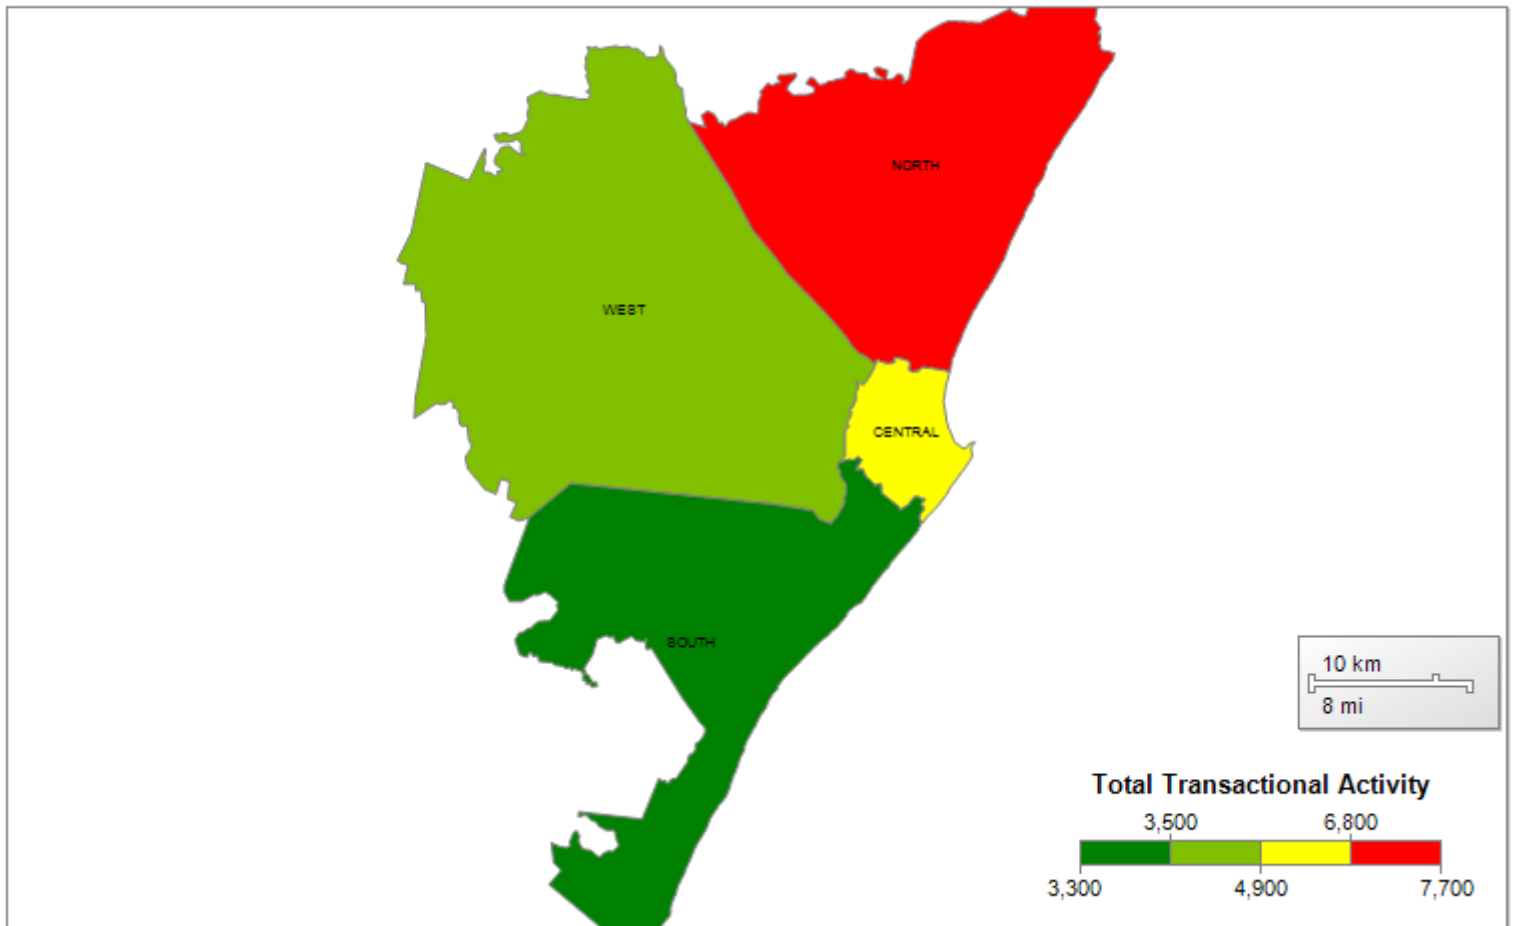 NORTH
WEST
CENTRAL
SOUTH
10 km
8 mi
Total Transactional Activity
3,500 6,800
3,300 4,900 7,700